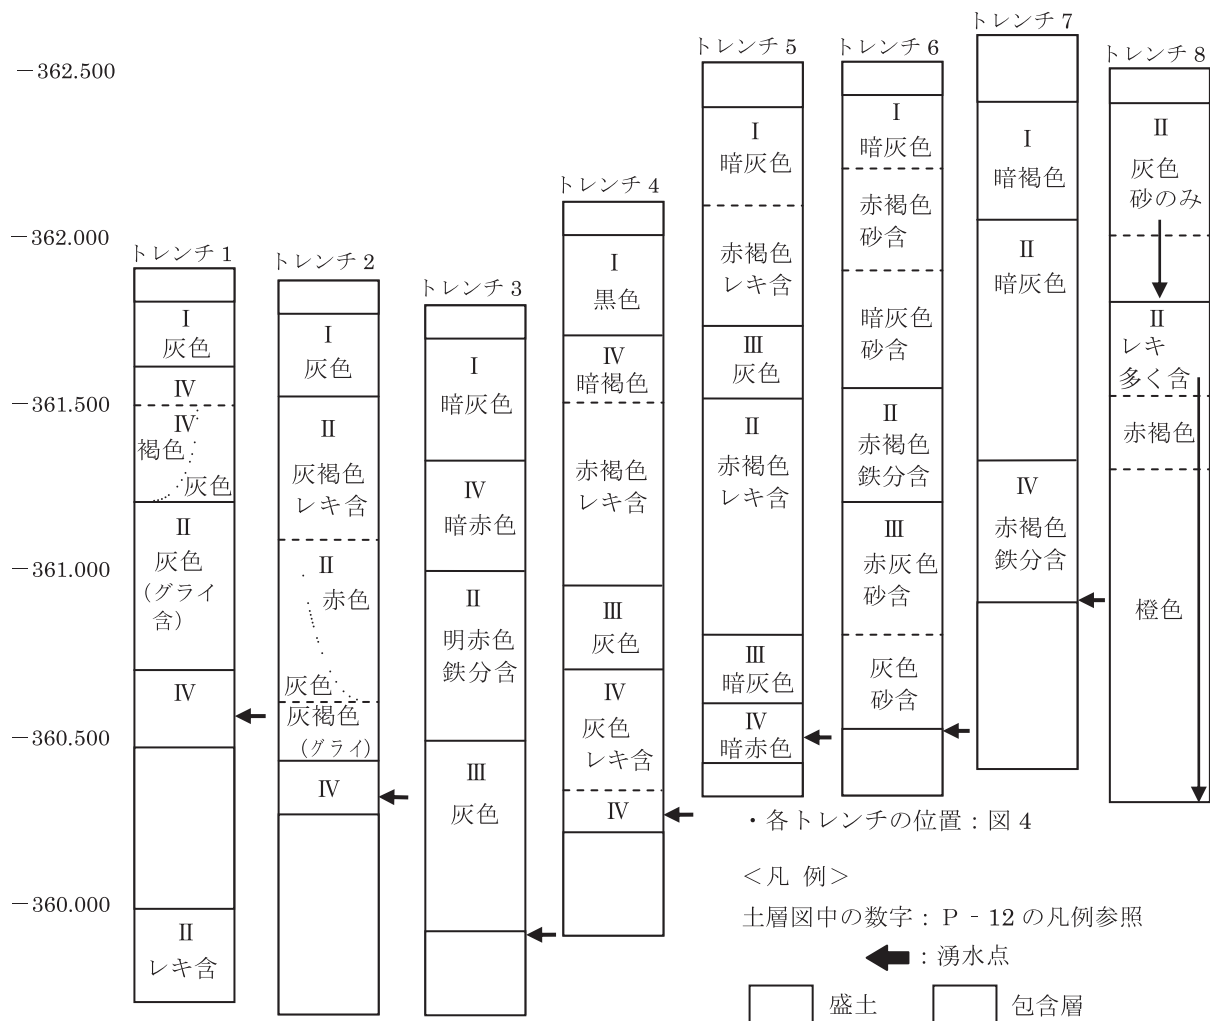 －362.500
－362.000
－361.500
－361.000
－360.500
－360.000
トレンチ 1
Ⅰ
灰色
Ⅳ
Ⅳ
褐色
灰色
Ⅱ
灰色
(グライ
含)
Ⅳ
Ⅱ
レキ含
トレンチ 2
Ⅰ
灰色
Ⅱ
灰褐色
レキ含
Ⅱ
赤色
灰色
灰褐色
(グライ)
Ⅳ
トレンチ 3
Ⅰ
暗灰色
Ⅳ
暗赤色
Ⅱ
明赤色
鉄分含
Ⅲ
灰色
トレンチ 4
Ⅰ
黒色
Ⅳ
暗褐色
赤褐色
レキ含
Ⅲ
灰色
Ⅳ
灰色
レキ含
Ⅳ
トレンチ 5
Ⅰ
暗灰色
赤褐色
レキ含
Ⅲ
灰色
Ⅱ
赤褐色
レキ含
Ⅲ
暗灰色
Ⅳ
暗赤色
トレンチ 6
Ⅰ
暗灰色
赤褐色
砂含
暗灰色
砂含
Ⅱ
赤褐色
鉄分含
Ⅲ
赤灰色
砂含
灰色
砂含
トレンチ 7
Ⅰ
暗褐色
Ⅱ
暗灰色
Ⅳ
赤褐色
鉄分含
トレンチ 8
Ⅱ
灰色
砂のみ
Ⅱ
レキ
多く含
赤褐色
橙色
・各トレンチの位置：図 4
＜凡 例＞
土層図中の数字：Ｐ‐12 の凡例参照
：湧水点
盛土
包含層